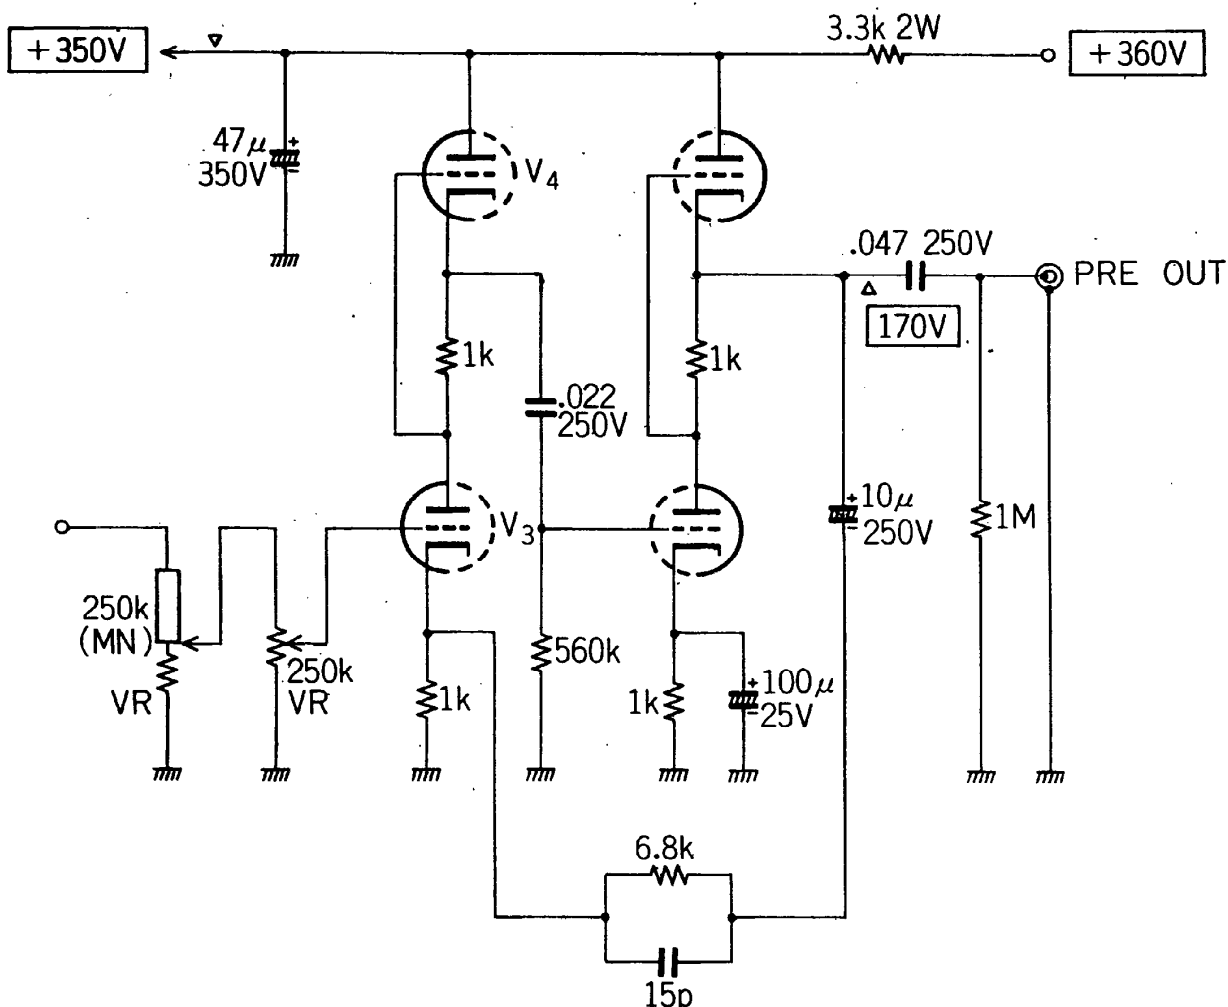 3.3k 2W
+350V
+360V
47μ
350V
+
−
V4
.047 250V
PRE OUT
170V
1k
1k
.022
250V
V3
+10μ
−250V
1M
250k
(MN)
VR
250k
VR
1k
560k
1k
+100μ
−25V
6.8k
15p